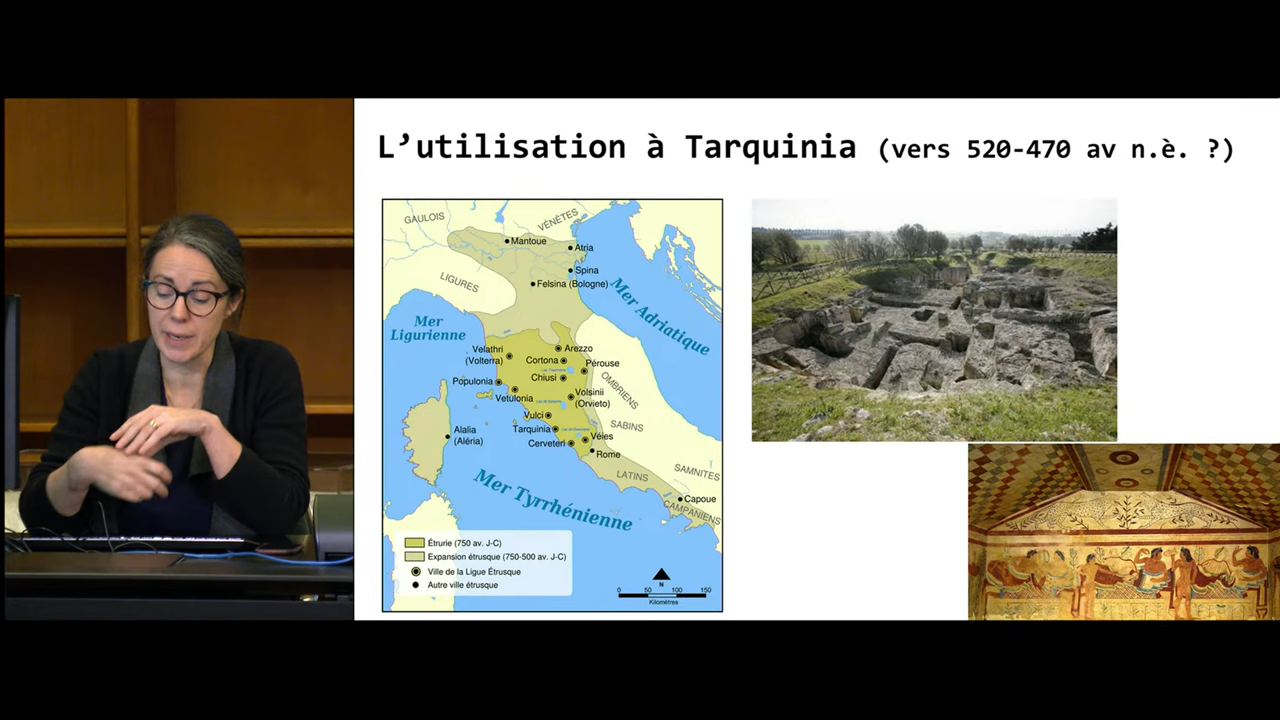 L'utilisation à Tarquinia (vers 520-470 av n.è. ?)
GAULOIS
VÉNÈTES
Mantoue
Atria
Spina
Felsina (Bologne)
LIGURES
Mer
Ligurienne
Mer Adriatique
Velathri
(Volterra)
Arezzo
Cortona
Pérouse
Chiusi
Populonia
Vetulonia
Volsinii
(Orvieto)
OMBRIENS
Vulci
SABINS
Tarquinia
Alalia
(Aléria)
Véies
Cerveteri
Rome
LATINS
SAMNITES
Mer Tyrrhénienne
Capoue
CAMPANIENS
Étrurie (750 av. J-C)
Expansion étrusque (750-500 av. J-C)
Ville de la Ligue Étrusque
Autre ville étrusque
N
0 50 100 150
Kilomètres